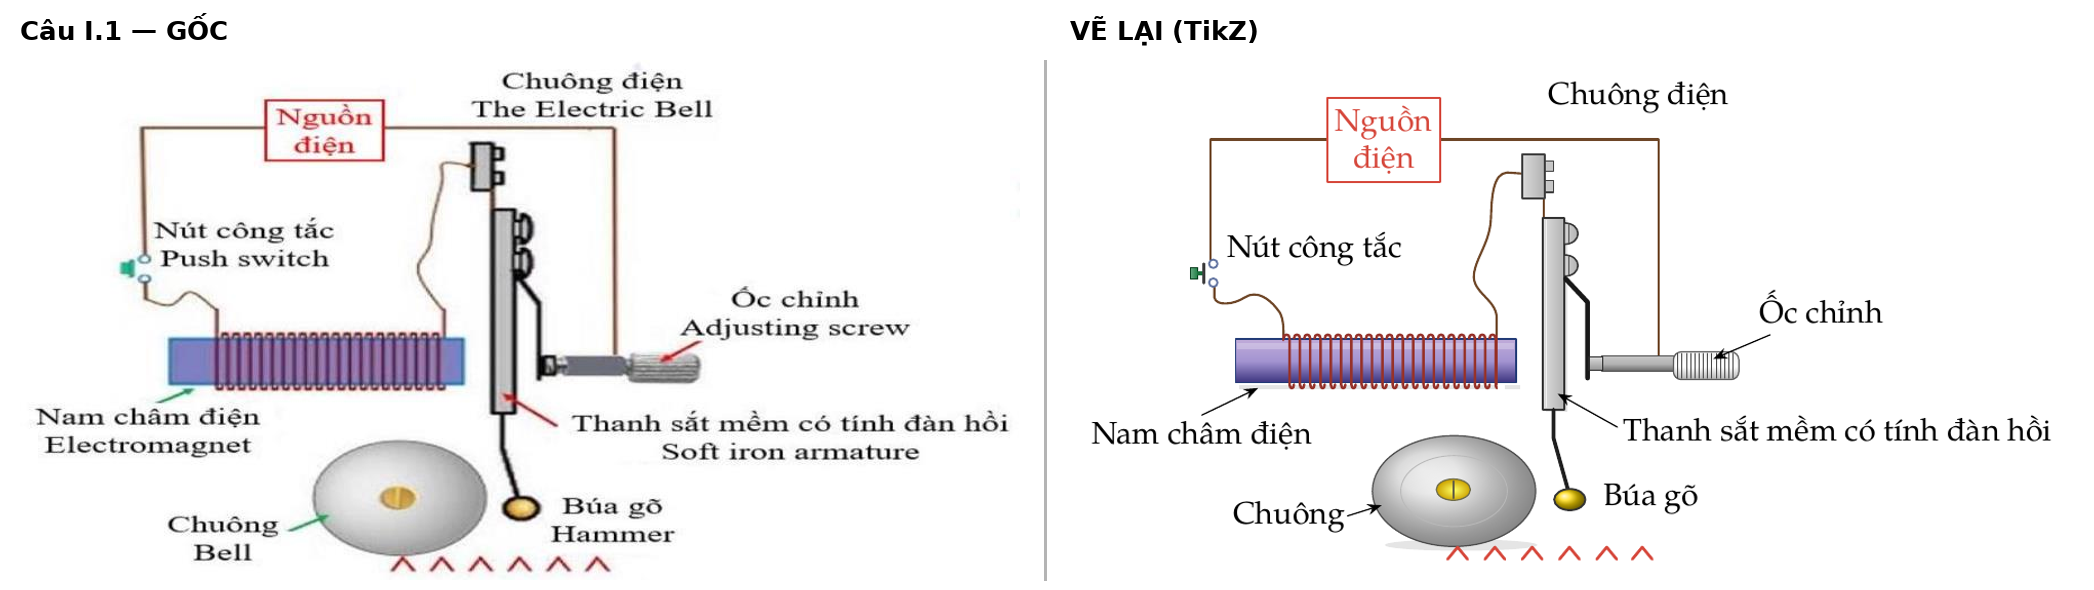 Câu I.1 — GỐC
Chuông điện
The Electric Bell
Nguồn
điện
Nút công tắc
Push switch
Ốc chỉnh
Adjusting screw
Nam châm điện
Electromagnet
Thanh sắt mềm có tính đàn hồi
Soft iron armature
Búa gõ
Hammer
Chuông
Bell
VẼ LẠI (TikZ)
Chuông điện
Nguồn
điện
Nút công tắc
Ốc chỉnh
Nam châm điện
Thanh sắt mềm có tính đàn hồi
Búa gõ
Chuông